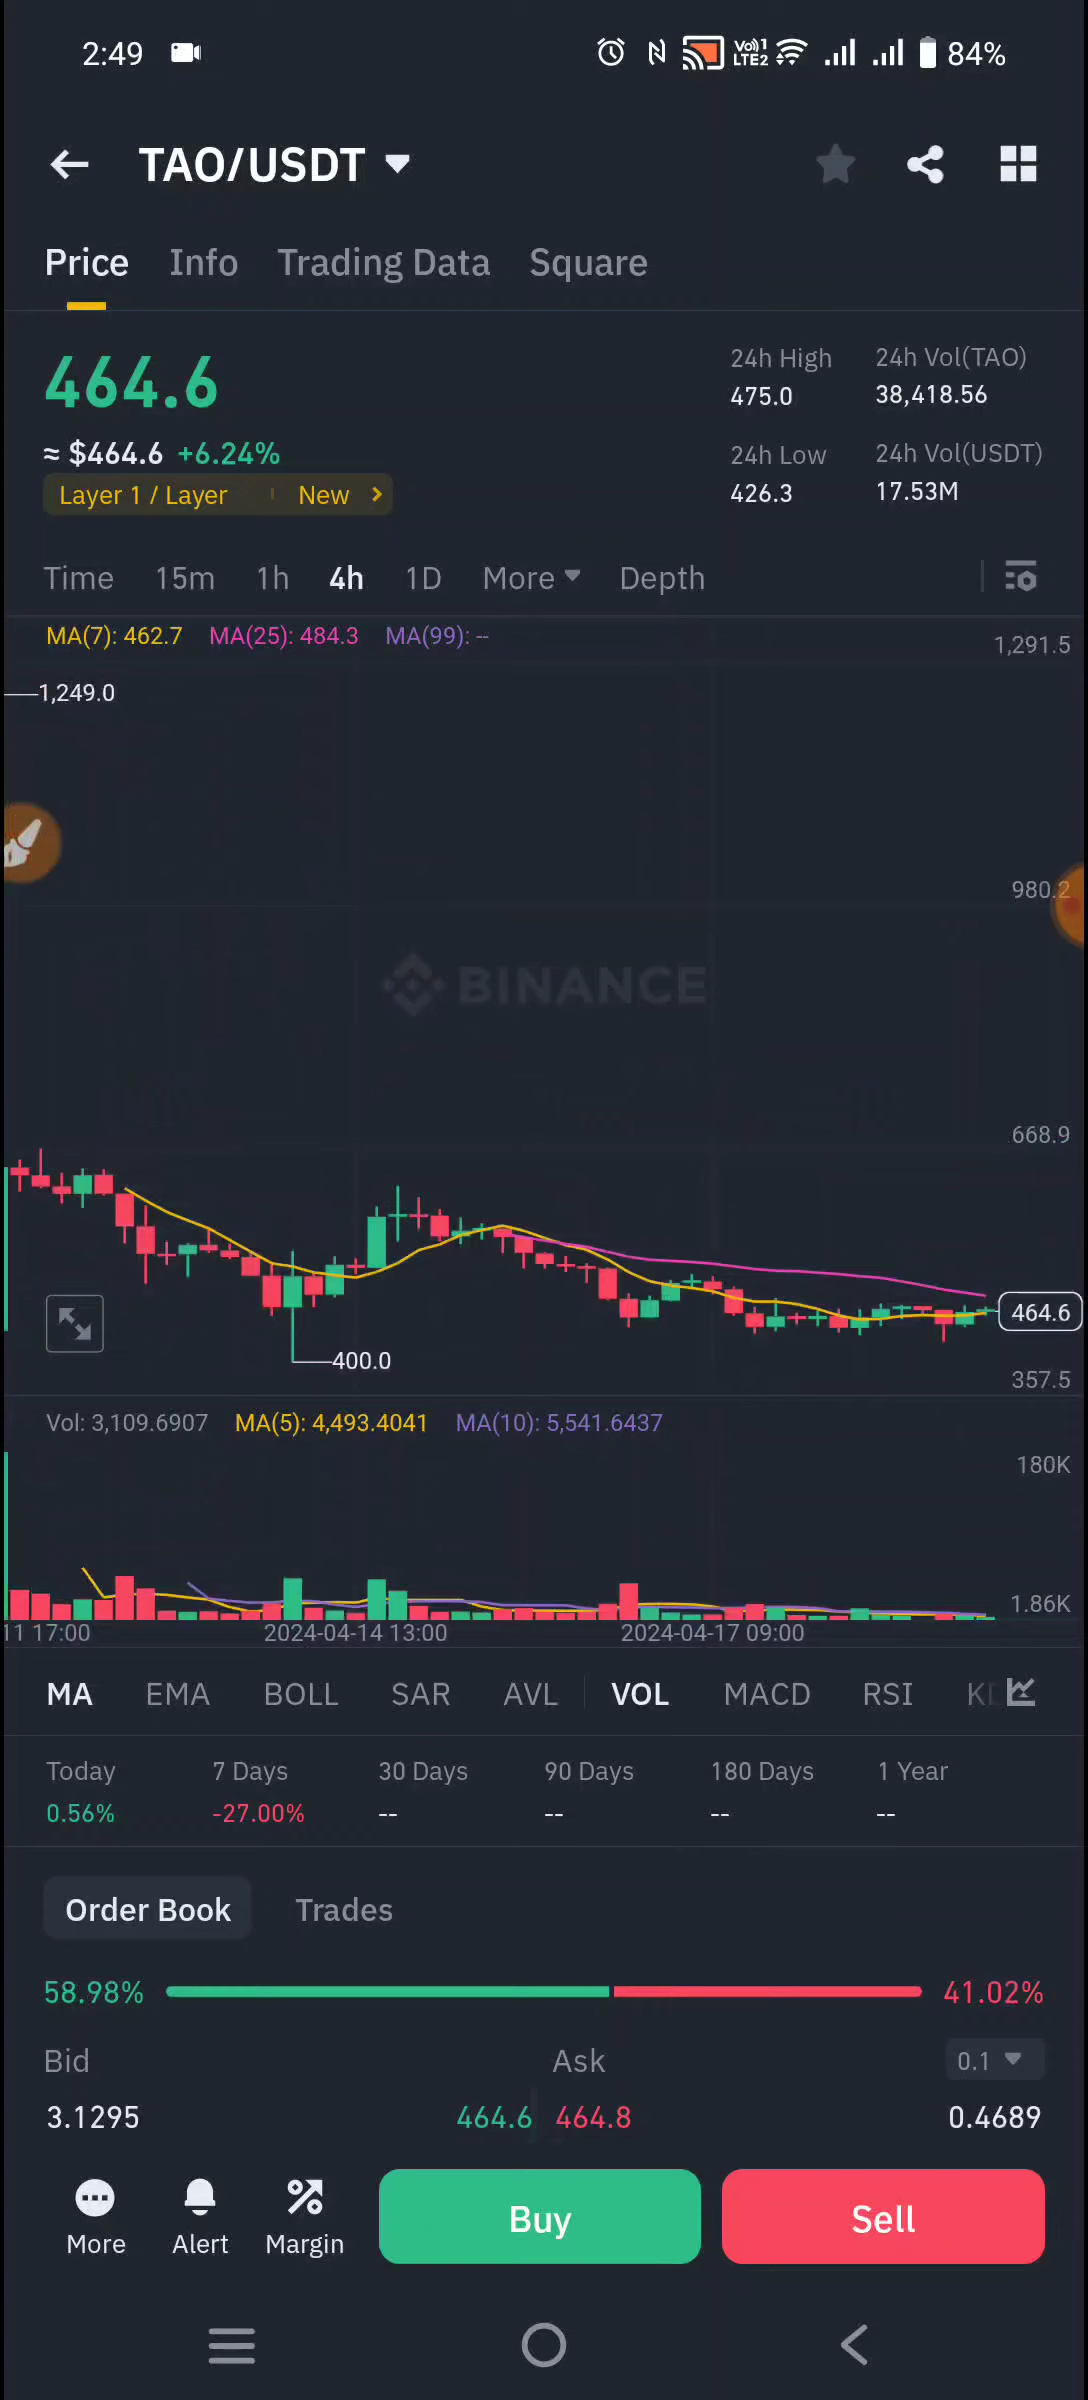 2:49 Vo) 1 LTE2 84%
TAO/USDT
Price Info Trading Data Square
464.6
≈ $464.6 +6.24%
Layer 1 / Layer New
24h High 24h Vol(TAO)
475.0 38,418.56
24h Low 24h Vol(USDT)
426.3 17.53M
Time 15m 1h 4h 1D More Depth
MA(7): 462.7 MA(25): 484.3 MA(99): --
1,291.5
1,249.0
980.2
BINANCE
668.9
464.6
400.0
357.5
Vol: 3,109.6907 MA(5): 4,493.4041 MA(10): 5,541.6437
180K
1.86K
11 17:00 2024-04-14 13:00 2024-04-17 09:00
MA EMA BOLL SAR AVL VOL MACD RSI
Today 7 Days 30 Days 90 Days 180 Days 1 Year
0.56% -27.00% -- -- -- --
Order Book Trades
58.98% 41.02%
Bid Ask 0.1
3.1295 464.6 464.8 0.4689
More Alert Margin Buy Sell